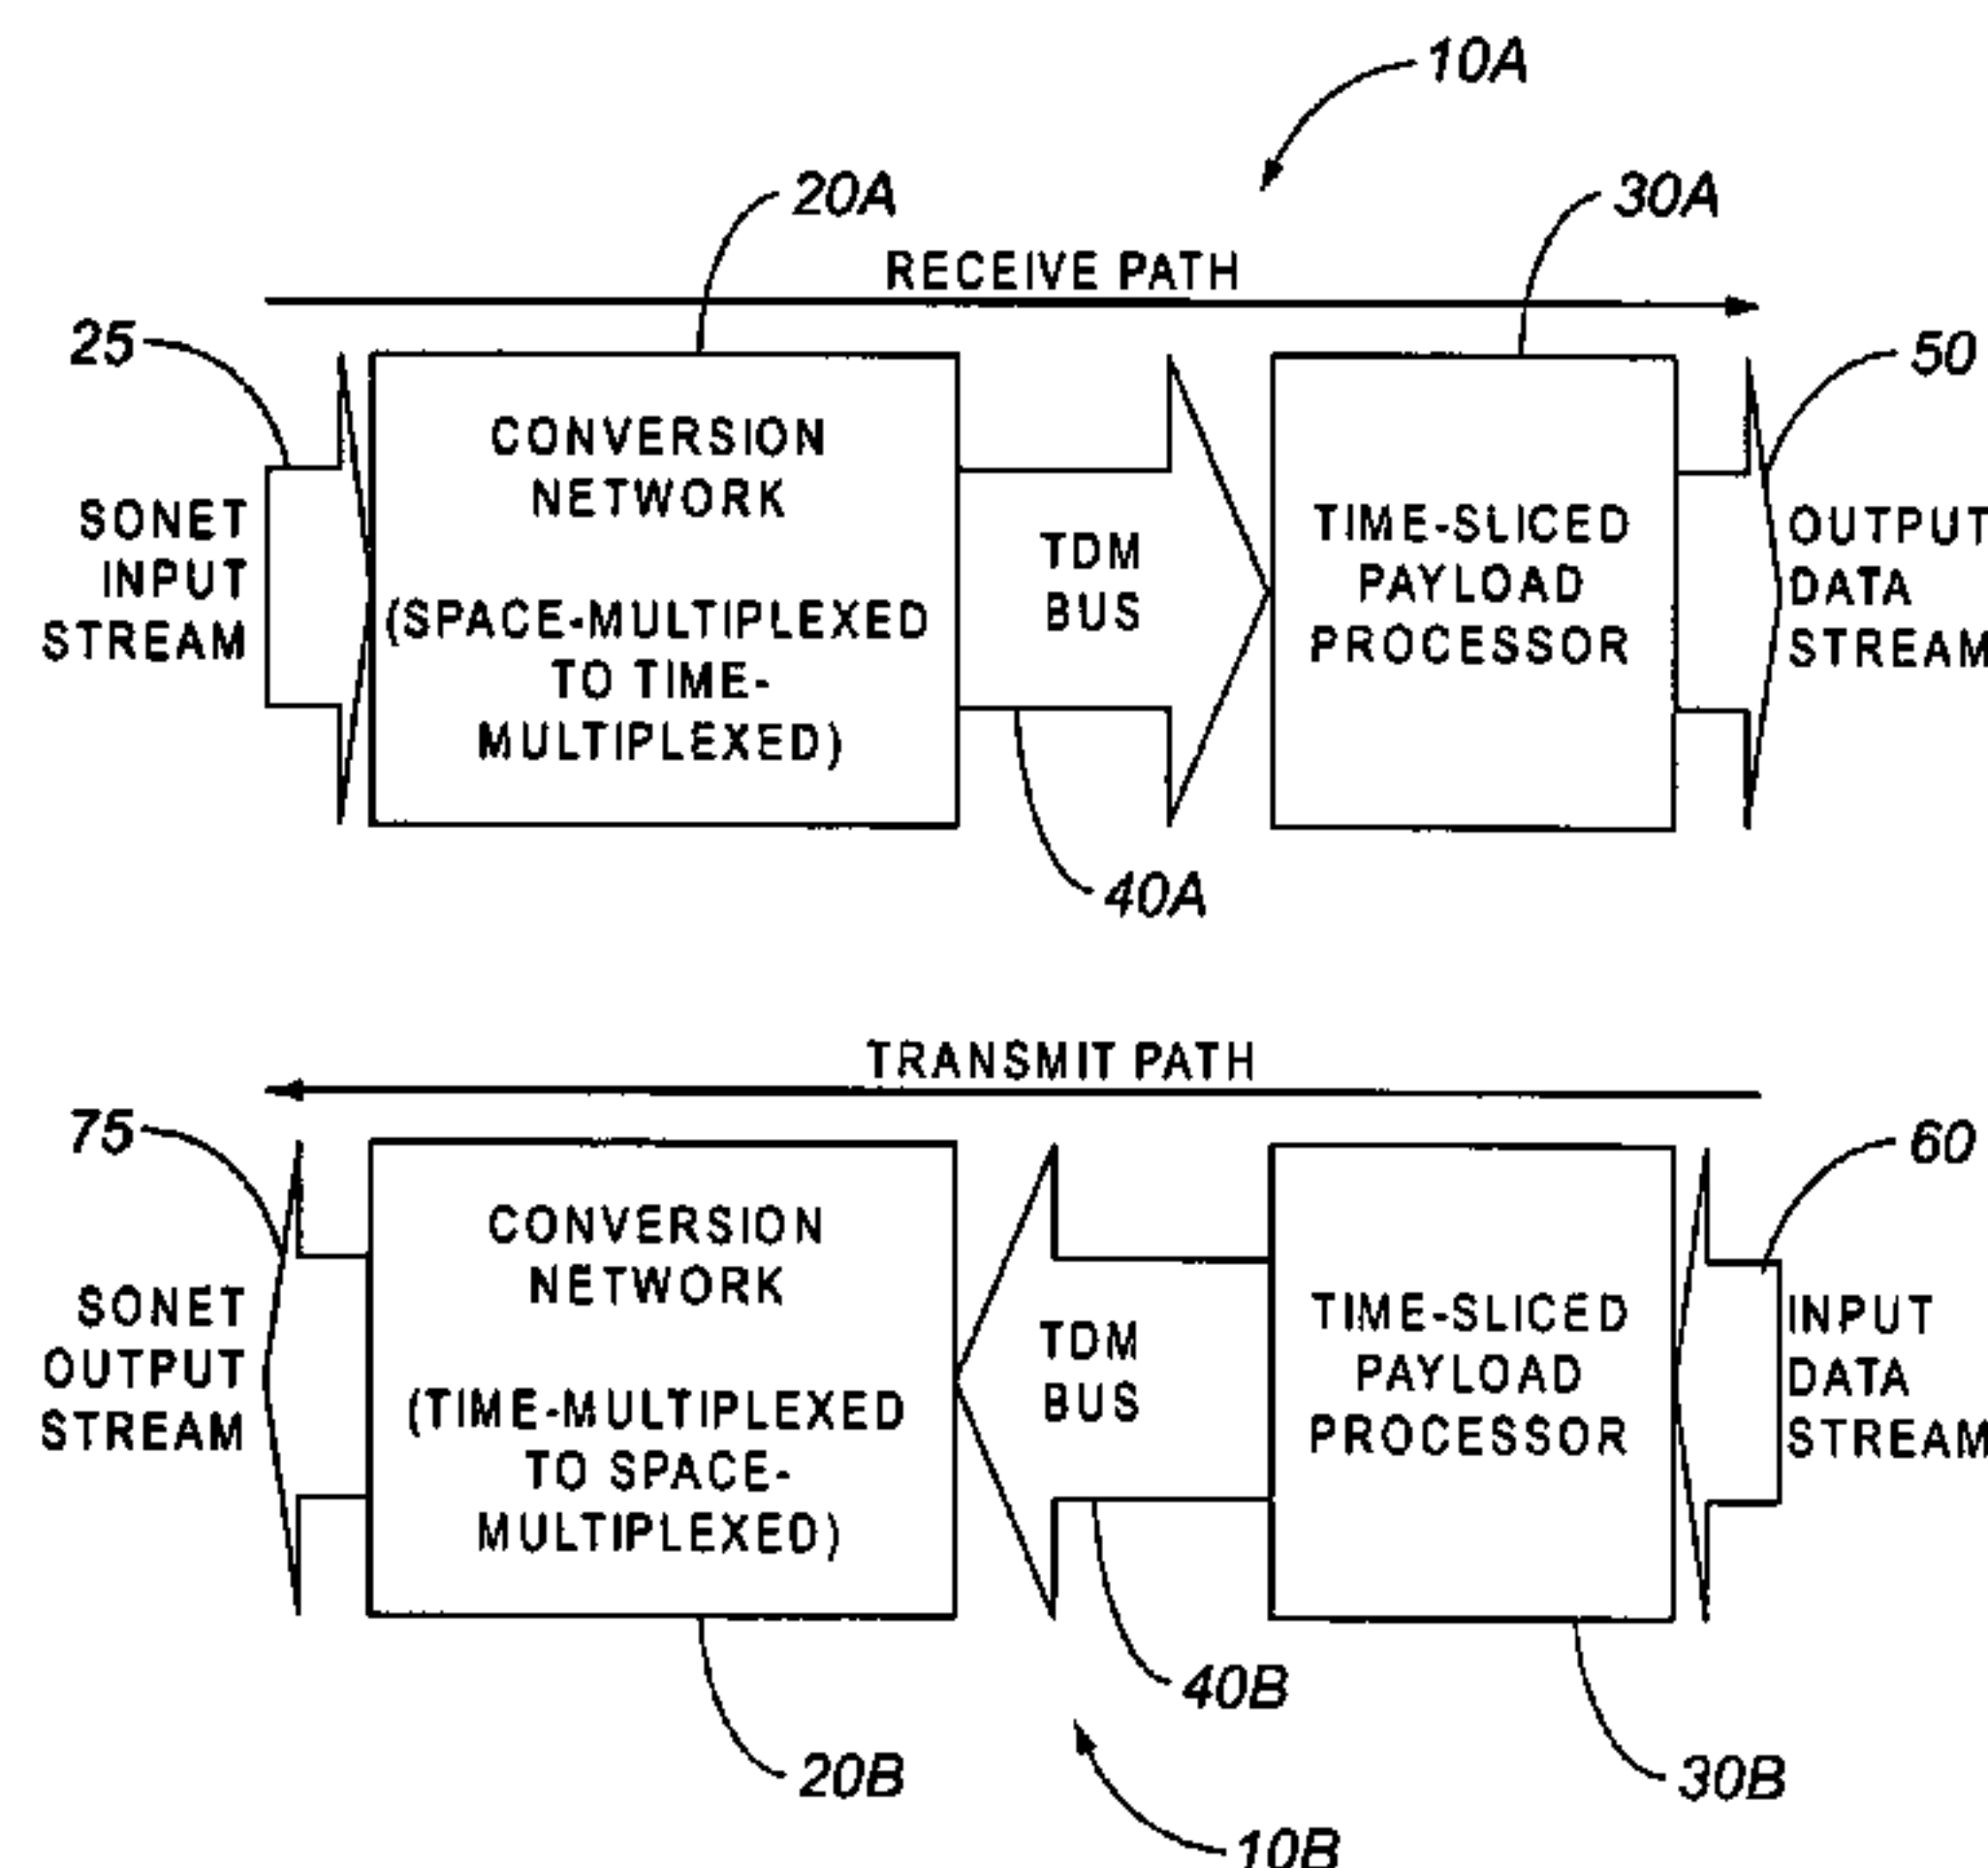 10A
20A
30A
RECEIVE PATH
25
50
SONET
INPUT
STREAM
CONVERSION
NETWORK
(SPACE-MULTIPLEXED
TO TIME-
MULTIPLEXED)
TDM
BUS
TIME-SLICED
PAYLOAD
PROCESSOR
OUTPUT
DATA
STREAM
40A
TRANSMIT PATH
75
60
SONET
OUTPUT
STREAM
CONVERSION
NETWORK
(TIME-MULTIPLEXED
TO SPACE-
MULTIPLEXED)
TDM
BUS
TIME-SLICED
PAYLOAD
PROCESSOR
INPUT
DATA
STREAM
40B
20B
30B
10B